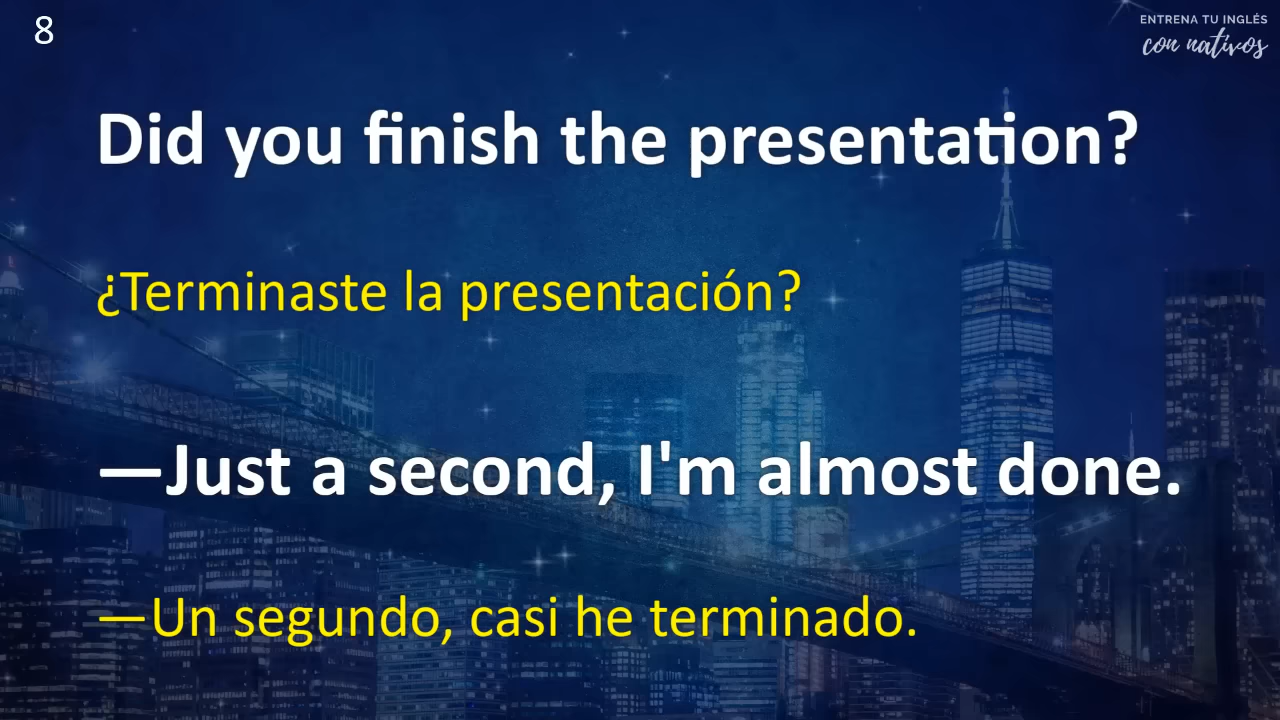 8
ENTRENA TU INGLÉS
con nativos
Did you finish the presentation?
¿Terminaste la presentación?
—Just a second, I'm almost done.
—Un segundo, casi he terminado.